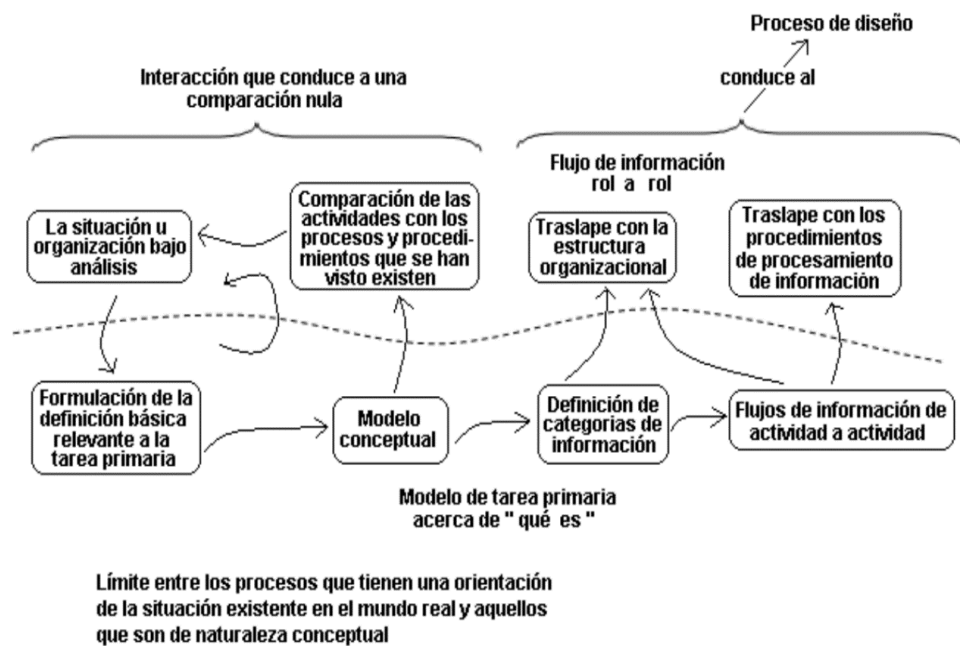 Proceso de diseño
Interacción que conduce a una
comparación nula
conduce al
Flujo de información
rol a rol
La situación u
organización bajo
análisis
Comparación de las
actividades con los
procesos y procedi-
mientos que se han
visto existen
Traslape con la
estructura
organizacional
Traslape con los
procedimientos
de procesamiento
de información
Formulación de la
definición básica
relevante a la
tarea primaria
Modelo
conceptual
Definición de
categorias de
información
Flujos de información de
actividad a actividad
Modelo de tarea primaria
acerca de " qué es "
Límite entre los procesos que tienen una orientación
de la situación existente en el mundo real y aquellos
que son de naturaleza conceptual